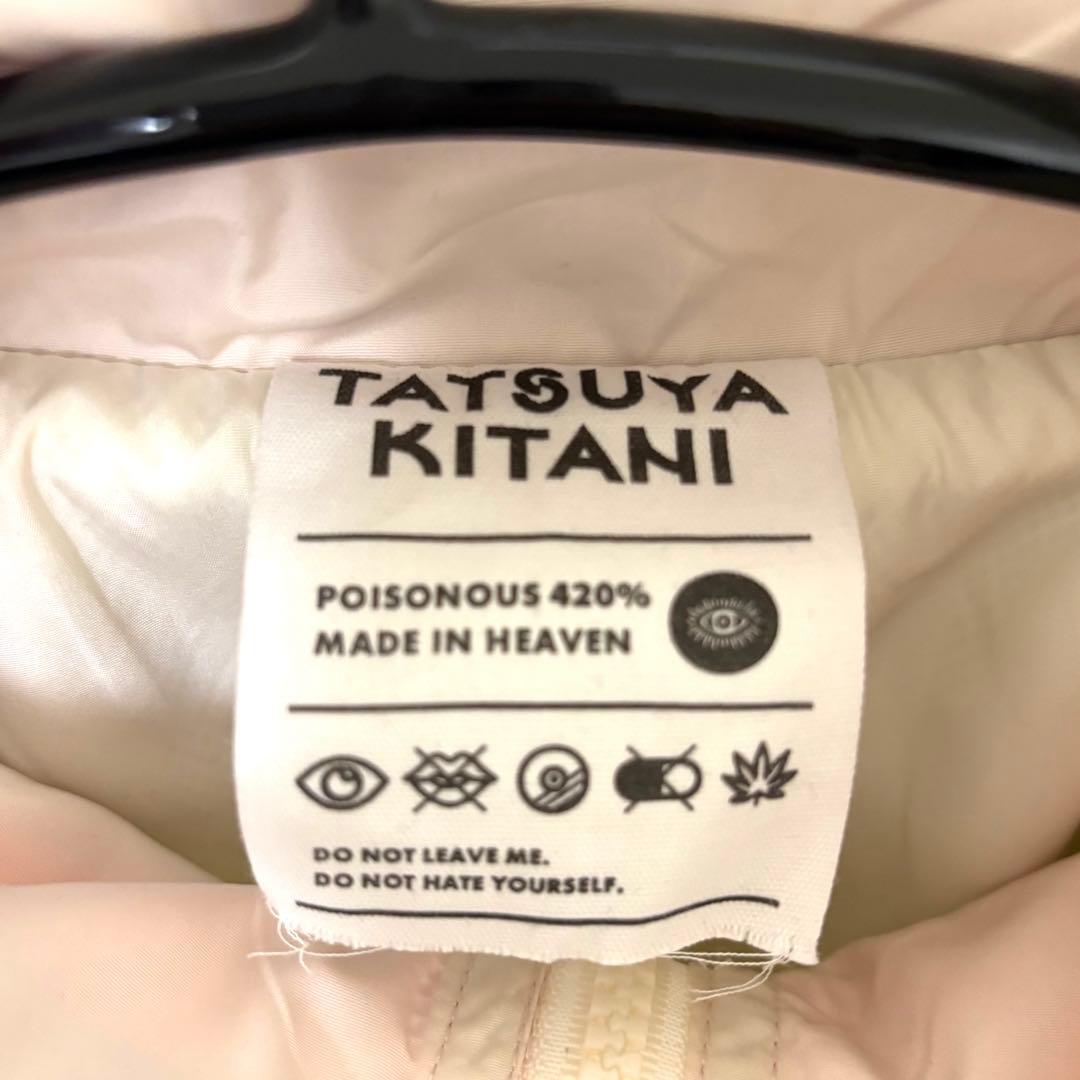 TATSUYA
KITANI
POISONOUS 420%
MADE IN HEAVEN
DO NOT LEAVE ME.
DO NOT HATE YOURSELF.